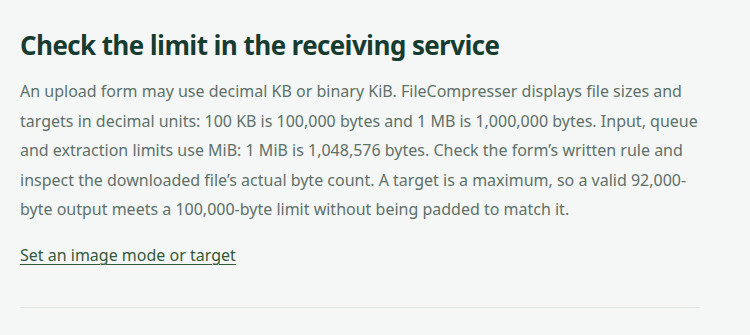 Check the limit in the receiving service
An upload form may use decimal KB or binary KiB. FileCompresser displays file sizes and
targets in decimal units: 100 KB is 100,000 bytes and 1 MB is 1,000,000 bytes. Input, queue
and extraction limits use MiB: 1 MiB is 1,048,576 bytes. Check the form’s written rule and
inspect the downloaded file’s actual byte count. A target is a maximum, so a valid 92,000-
byte output meets a 100,000-byte limit without being padded to match it.
Set an image mode or target